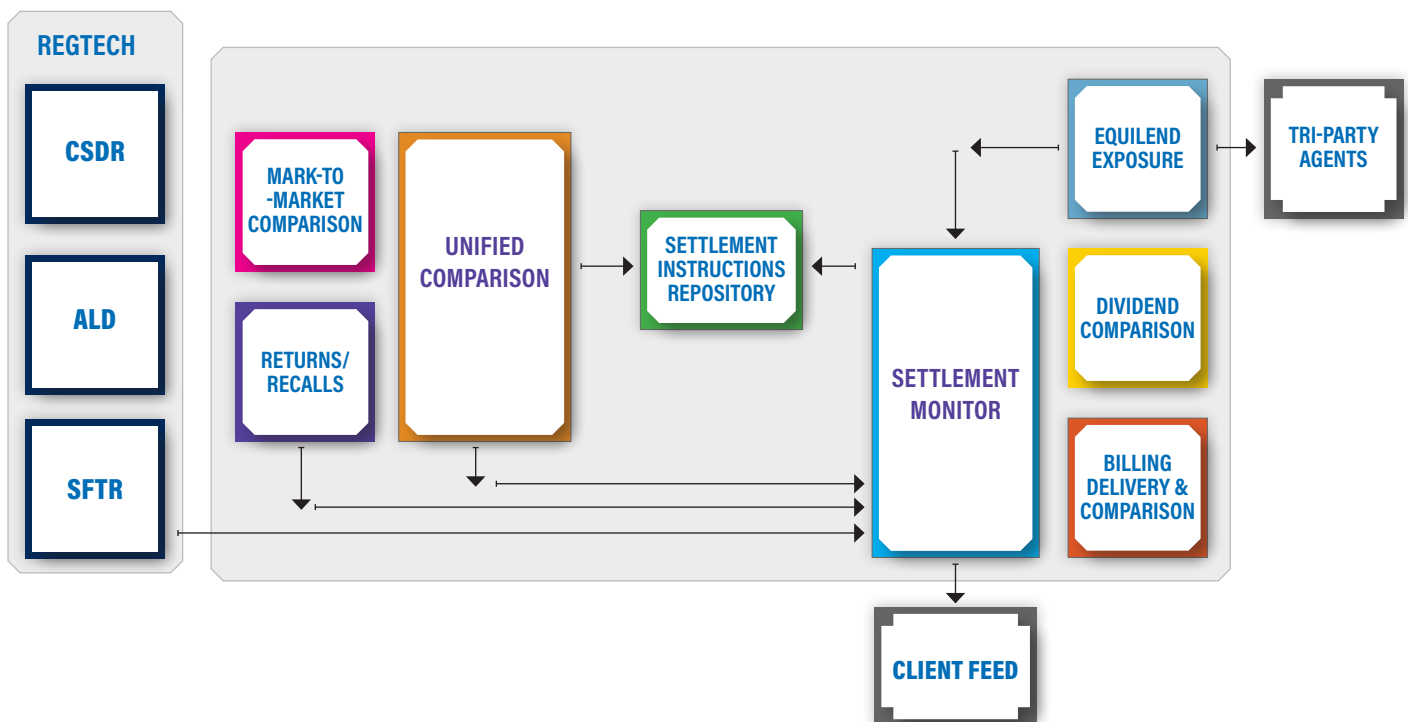 REGTECH
CSDR
ALD
SFTR
MARK-TO
-MARKET
COMPARISON
RETURNS/
RECALLS
UNIFIED
COMPARISON
SETTLEMENT
INSTRUCTIONS
REPOSITORY
SETTLEMENT
MONITOR
EQUILEND
EXPOSURE
DIVIDEND
COMPARISON
BILLING
DELIVERY &
COMPARISON
TRI-PARTY
AGENTS
CLIENT FEED